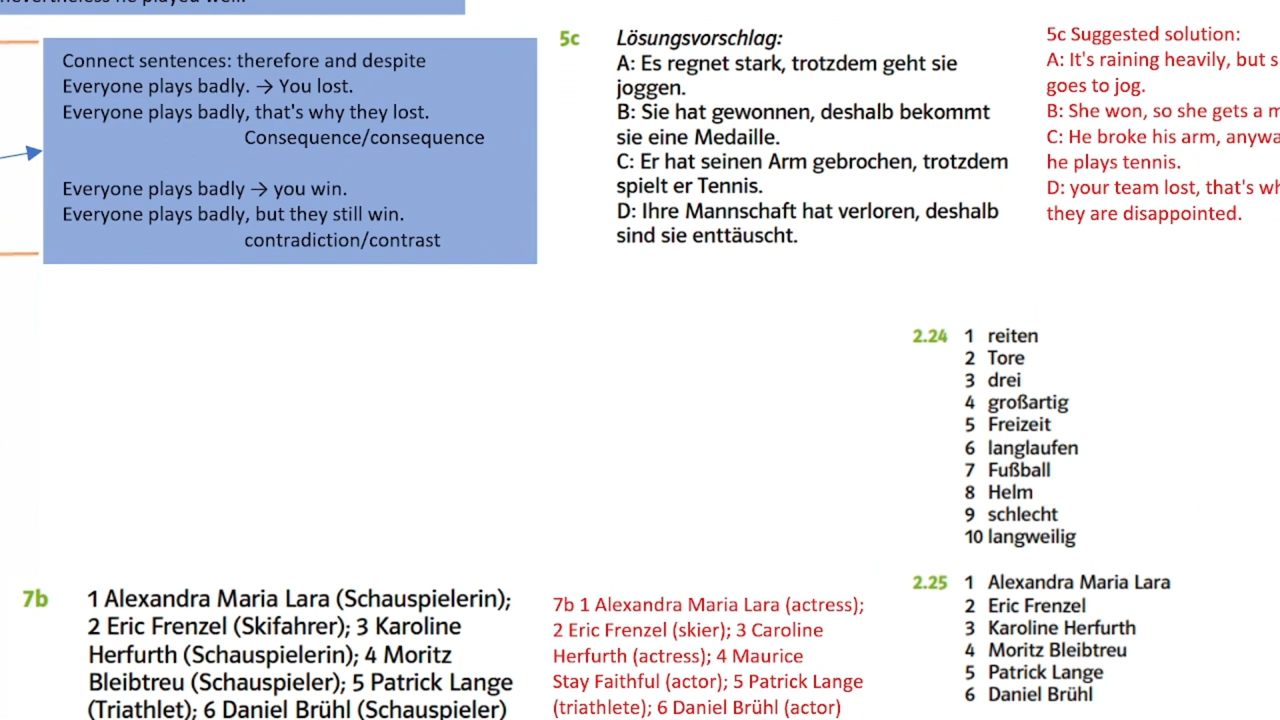 nevertheless he played well.
Connect sentences: therefore and despite
Everyone plays badly. → You lost.
Everyone plays badly, that's why they lost.
Consequence/consequence
Everyone plays badly → you win.
Everyone plays badly, but they still win.
contradiction/contrast
5c Lösungsvorschlag:
A: Es regnet stark, trotzdem geht sie
joggen.
B: Sie hat gewonnen, deshalb bekommt
sie eine Medaille.
C: Er hat seinen Arm gebrochen, trotzdem
spielt er Tennis.
D: Ihre Mannschaft hat verloren, deshalb
sind sie enttäuscht.
5c Suggested solution:
A: It's raining heavily, but s
goes to jog.
B: She won, so she gets a m
C: He broke his arm, anywa
he plays tennis.
D: your team lost, that's wh
they are disappointed.
2.24 1 reiten
2 Tore
3 drei
4 großartig
5 Freizeit
6 langlaufen
7 Fußball
8 Helm
9 schlecht
10 langweilig
7b 1 Alexandra Maria Lara (Schauspielerin);
2 Eric Frenzel (Skifahrer); 3 Karoline
Herfurth (Schauspielerin); 4 Moritz
Bleibtreu (Schauspieler); 5 Patrick Lange
(Triathlet); 6 Daniel Brühl (Schauspieler)
7b 1 Alexandra Maria Lara (actress);
2 Eric Frenzel (skier); 3 Caroline
Herfurth (actress); 4 Maurice
Stay Faithful (actor); 5 Patrick Lange
(triathlete); 6 Daniel Brühl (actor)
2.25 1 Alexandra Maria Lara
2 Eric Frenzel
3 Karoline Herfurth
4 Moritz Bleibtreu
5 Patrick Lange
6 Daniel Brühl